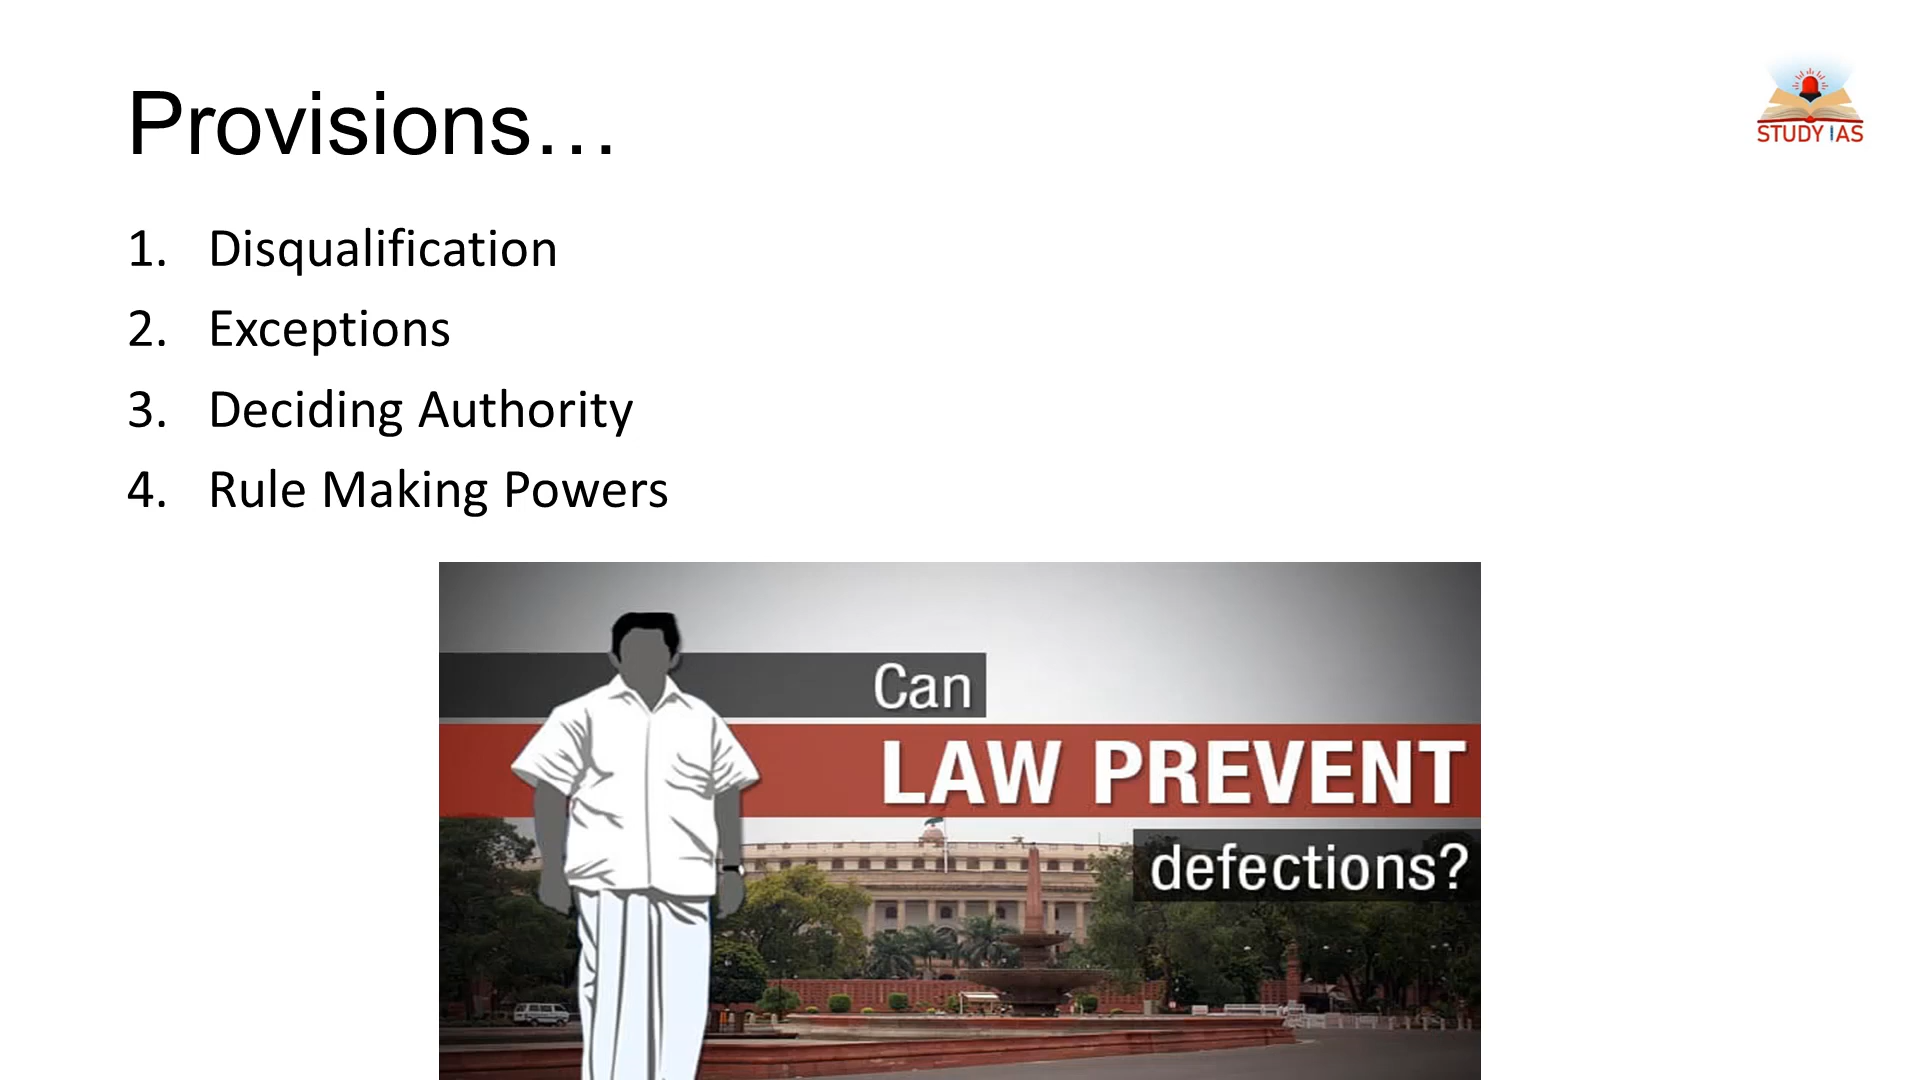 Provisions…
STUDY IAS
1. Disqualification
2. Exceptions
3. Deciding Authority
4. Rule Making Powers
Can
LAW PREVENT
defections?